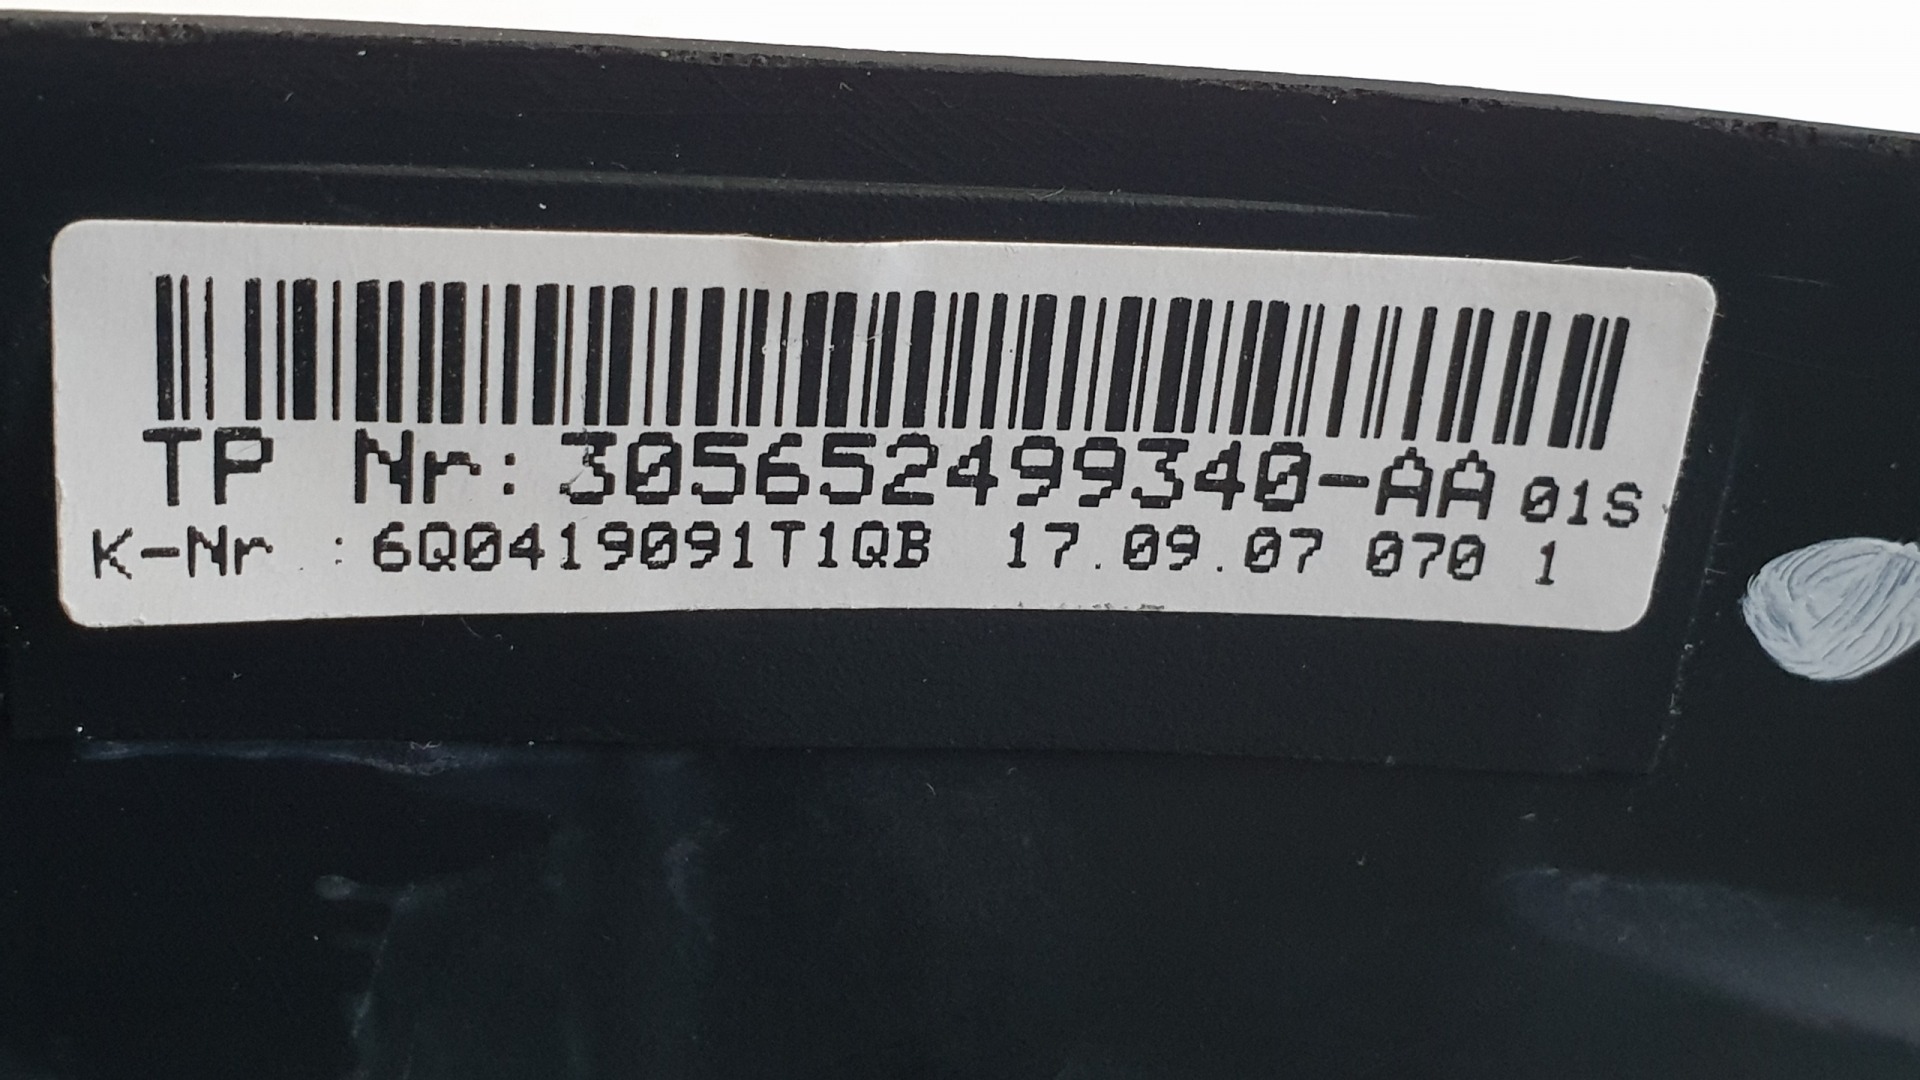 TP Nr: 305652499340-AA 01S
K-Nr : 6Q0419091T1QB 17.09.07 070 1